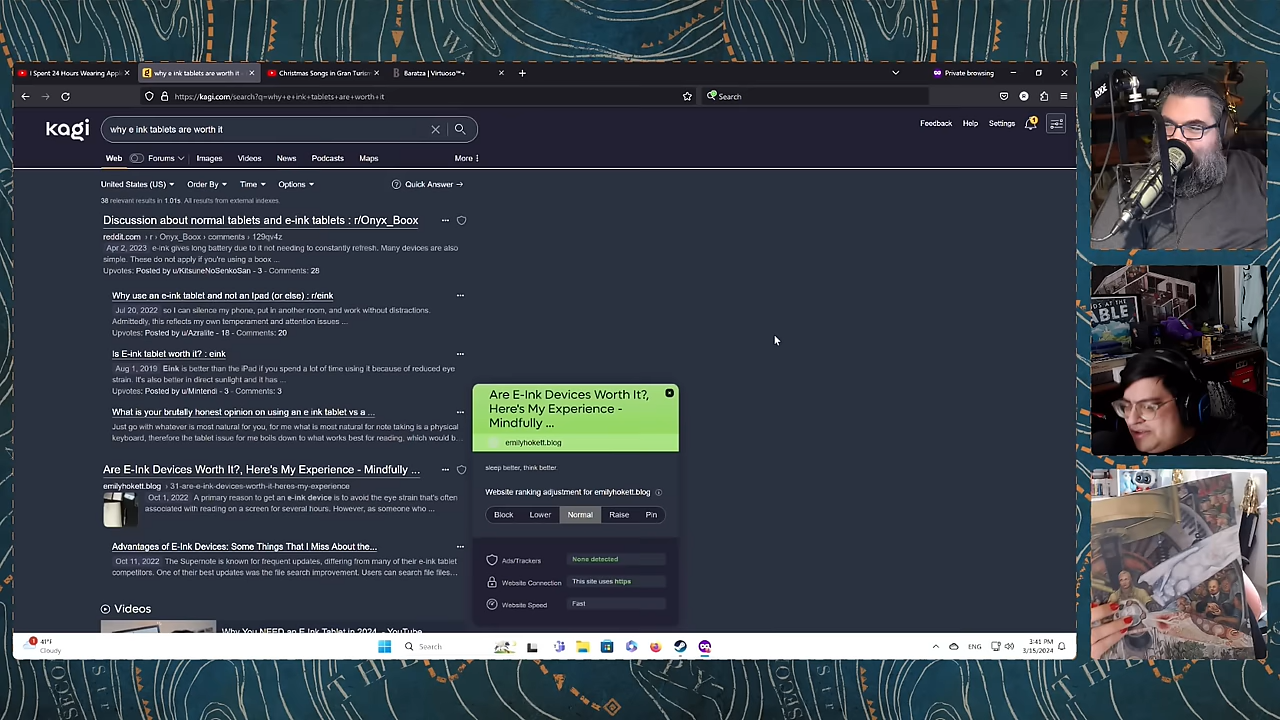 I Spent 24 Hours Wearing Appl
why e ink tablets are worth it
Christmas Songs in Gran Turism
Baratza | Virtuoso™+
Private browsing
https://kagi.com/search?q=why+e+ink+tablets+are+worth+it
Search
kagi
why e ink tablets are worth it
Feedback
Help
Settings
Web
Forums
Images
Videos
News
Podcasts
Maps
More
United States (US)
Order By
Time
Options
Quick Answer →
38 relevant results in 1.01s. All results from external indexes.
Discussion about normal tablets and e-ink tablets : r/Onyx_Boox
reddit.com › r › Onyx_Boox › comments › 129qv4z
Apr 2, 2023 e-ink gives long battery due to it not needing to constantly refresh. Many devices are also
simple. These do not apply if you're using a boox ...
Upvotes: Posted by u/KitsuneNoSenkoSan - 3 - Comments: 28
Why use an e-ink tablet and not an Ipad (or else) : r/eink
Jul 20, 2022 so I can silence my phone, put in another room, and work without distractions.
Admittedly, this reflects my own temperament and attention issues ...
Upvotes: Posted by u/Azralite - 18 - Comments: 20
Is E-ink tablet worth it? : eink
Aug 1, 2019 Eink is better than the iPad if you spend a lot of time using it because of reduced eye
strain. It's also better in direct sunlight and it has ...
Upvotes: Posted by u/Mintendi - 3 - Comments: 3
What is your brutally honest opinion on using an e ink tablet vs a ...
Just go with whatever is most natural for you, for me what is most natural for note taking is a physical
keyboard, therefore the tablet issue for me boils down to what works best for reading, which would b...
Are E-Ink Devices Worth It?, Here's My Experience - Mindfully ...
emilyhokett.blog › 31-are-e-ink-devices-worth-it-heres-my-experience
Oct 1, 2022 A primary reason to get an e-ink device is to avoid the eye strain that's often
associated with reading on a screen for several hours. However, as someone who ...
Advantages of E-Ink Devices: Some Things That I Miss About the...
Oct 11, 2022 The Supernote is known for frequent updates, differing from many of their e-ink tablet
competitors. One of their best updates was the file search improvement. Users can search file files...
Videos
Why You NEED an E Ink Tablet in 2024 - YouTube
Are E-Ink Devices Worth It?,
Here's My Experience -
Mindfully ...
emilyhokett.blog
sleep better, think better.
Website ranking adjustment for emilyhokett.blog
Block
Lower
Normal
Raise
Pin
Ads/Trackers
None detected
Website Connection
This site uses https
Website Speed
Fast
41°F
Cloudy
Search
ENG
3:41 PM
3/15/2024
RODE
TABLE
THE